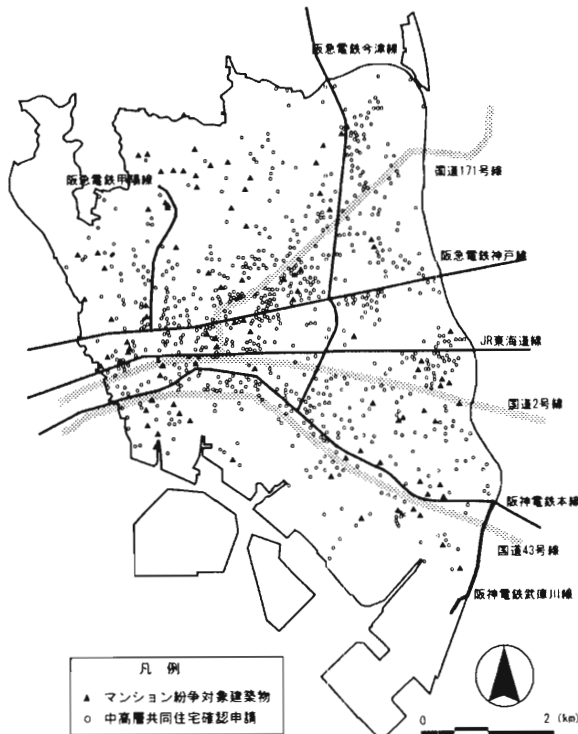 阪急電鉄今津線
国道171号線
阪急電鉄甲陽線
阪急電鉄神戸線
JR東海道線
国道2号線
阪神電鉄本線
国道43号線
阪神電鉄武庫川線
凡 例
▲ マンション紛争対象建築物
○ 中高層共同住宅確認申請
0 2 (km)